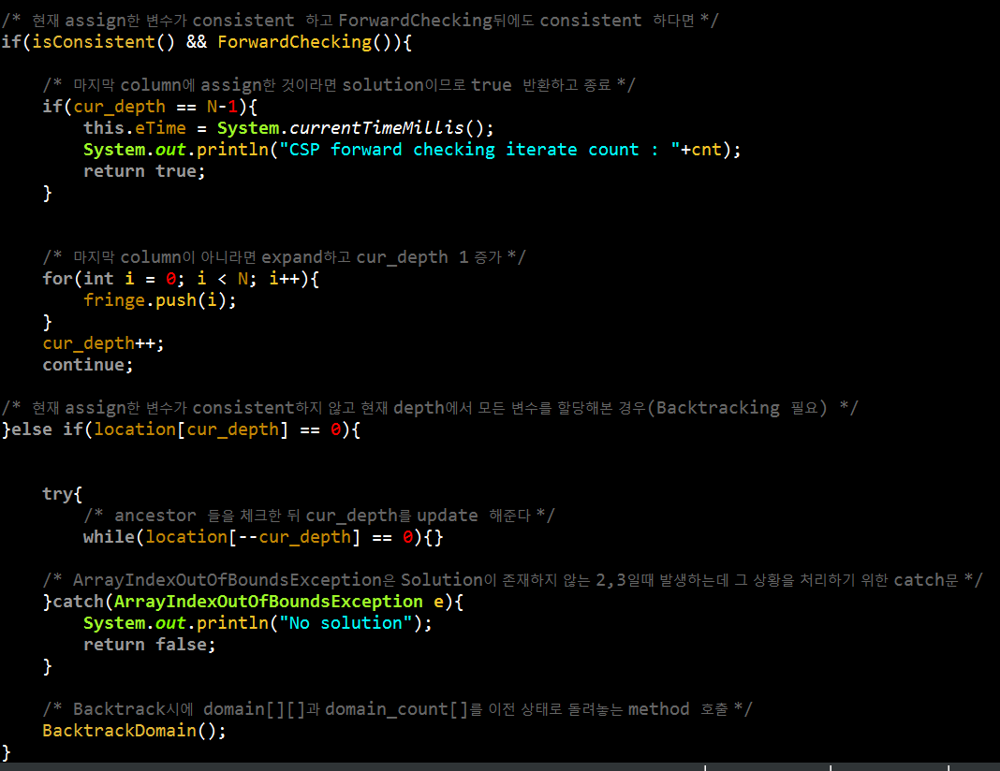 /* 현재 assign한 변수가 consistent 하고 ForwardChecking뒤에도 consistent 하다면 */
if(isConsistent() && ForwardChecking()){
/* 마지막 column에 assign한 것이라면 solution이므로 true 반환하고 종료 */
if(cur_depth == N-1){
this.eTime = System.currentTimeMillis();
System.out.println("CSP forward checking iterate count : "+cnt);
return true;
}
/* 마지막 column이 아니라면 expand하고 cur_depth 1 증가 */
for(int i = 0; i < N; i++){
fringe.push(i);
}
cur_depth++;
continue;
/* 현재 assign한 변수가 consistent하지 않고 현재 depth에서 모든 변수를 할당해본 경우(Backtracking 필요) */
}else if(location[cur_depth] == 0){
try{
/* ancestor 들을 체크한 뒤 cur_depth를 update 해준다 */
while(location[--cur_depth] == 0){}
/* ArrayIndexOutOfBoundsException은 Solution이 존재하지 않는 2,3일때 발생하는데 그 상황을 처리하기 위한 catch문 */
}catch(ArrayIndexOutOfBoundsException e){
System.out.println("No solution");
return false;
}
/* Backtrack시에 domain[][]과 domain_count[]를 이전 상태로 돌려놓는 method 호출 */
BacktrackDomain();
}